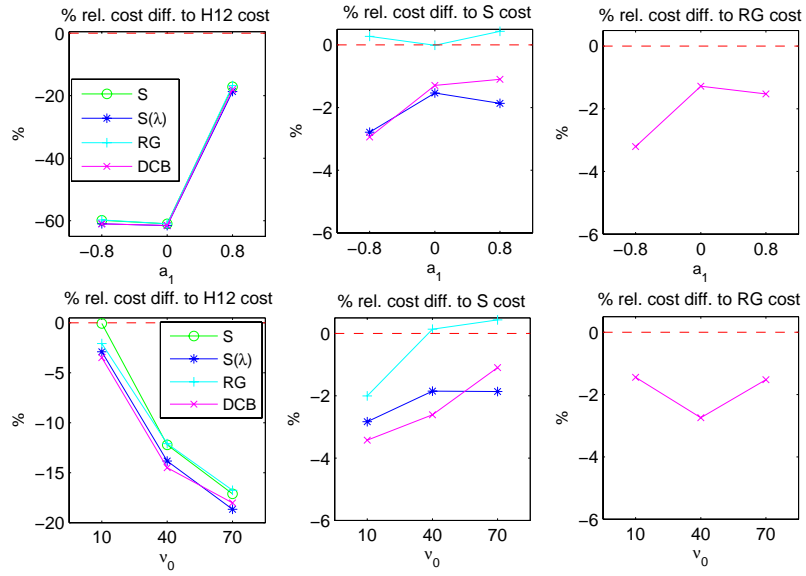 % rel. cost diff. to H12 cost
0
−20
−40
−60
%
S
S(λ)
RG
DCB
−0.8
0
0.8
a1
% rel. cost diff. to S cost
0
−2
−4
−6
%
−0.8
0
0.8
a1
% rel. cost diff. to RG cost
0
−2
−4
−6
%
−0.8
0
0.8
a1
% rel. cost diff. to H12 cost
0
−5
−10
−15
−20
%
S
S(λ)
RG
DCB
10
40
70
ν0
% rel. cost diff. to S cost
0
−2
−4
−6
%
10
40
70
ν0
% rel. cost diff. to RG cost
0
−2
−4
−6
%
10
40
70
ν0